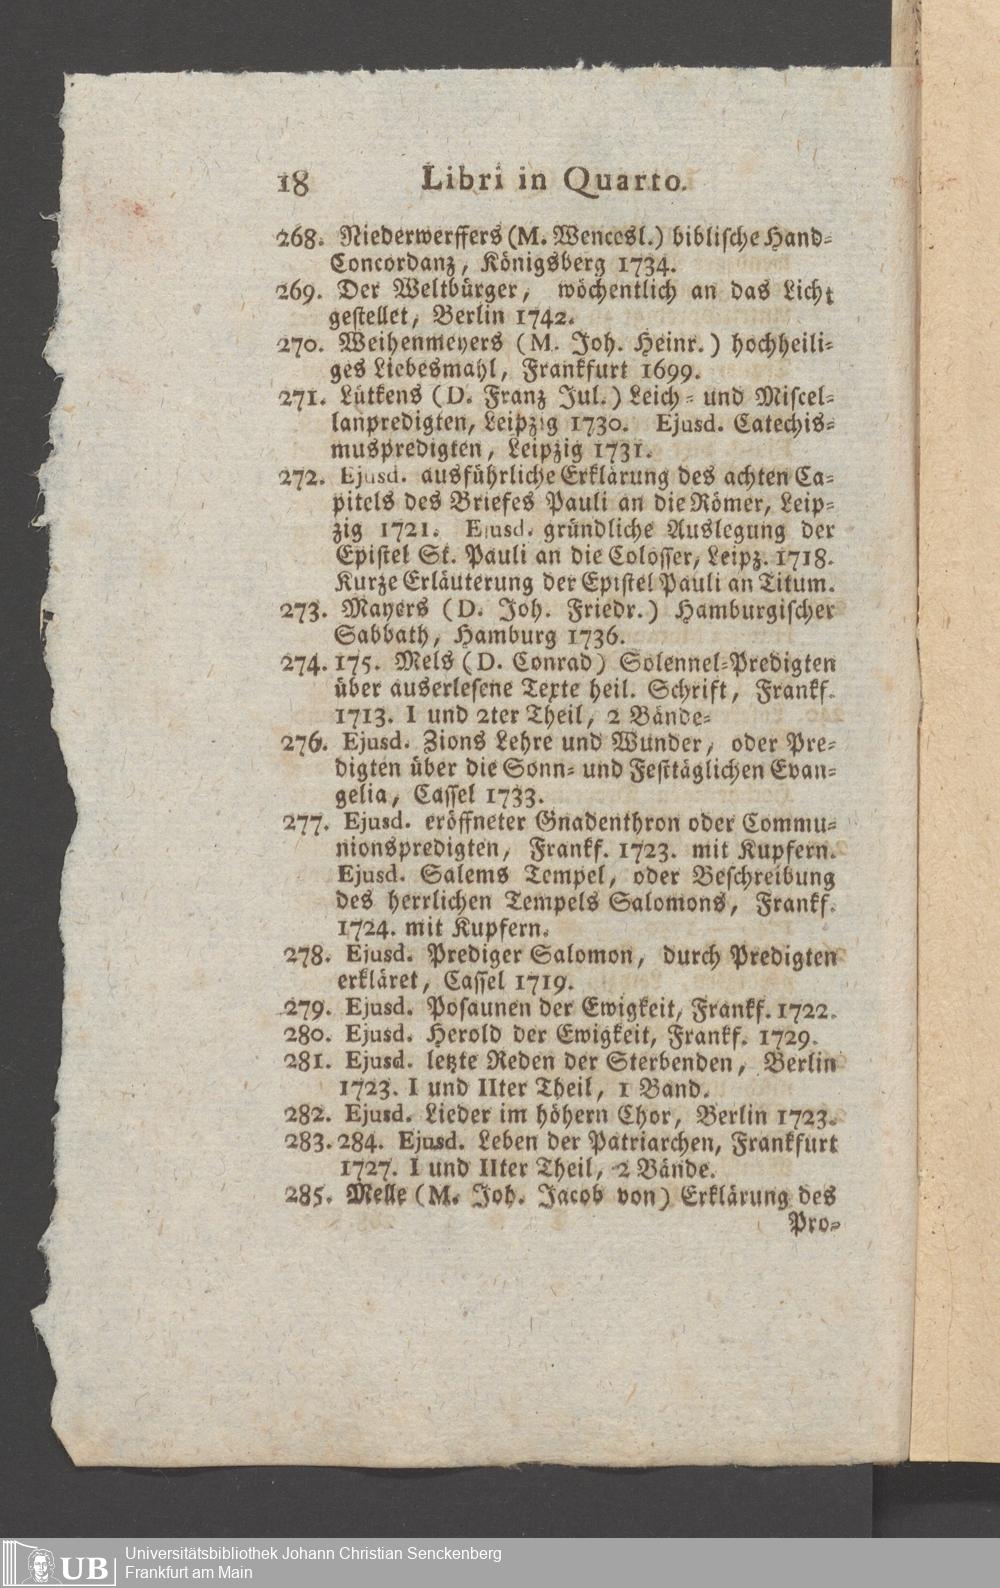 18 Libri in Quarto.
268. Niederwerffers (M. Wencesl.) biblische Hand-
Concordanz, Königsberg 1734.
269. Der Weltbürger, wöchentlich an das Licht
gestellet, Berlin 1742.
270. Weihenmeyers (M. Joh. Heinr.) hochheili-
ges Liebesmahl, Frankfurt 1699.
271. Lütkens (D. Franz Jul.) Leich- und Miscel-
lanpredigten, Leipzig 1730. Ejusd. Catechis-
muspredigten, Leipzig 1731.
272. Ejusd. ausführliche Erklärung des achten Ca-
pitels des Briefes Pauli an die Römer, Leip-
zig 1721. Ejusd. gründliche Auslegung der
Epistel St. Pauli an die Colosser, Leipz. 1718.
Kurze Erläuterung der Epistel Pauli an Titum.
273. Mayers (D. Joh. Friedr.) Hamburgischer
Sabbath, Hamburg 1736.
274. 175. Mels (D. Conrad) Solennel-Predigten
über auserlesene Texte heil. Schrift, Frankf.
1713. I und 2ter Theil, 2 Bände-
276. Ejusd. Zions Lehre und Wunder, oder Pre-
digten über die Sonn- und Festtäglichen Evan-
gelia, Cassel 1733.
277. Ejusd. eröffneter Gnadenthron oder Commu-
nionspredigten, Frankf. 1723. mit Kupfern.
Ejusd. Salems Tempel, oder Beschreibung
des herrlichen Tempels Salomons, Frankf.
1724. mit Kupfern.
278. Ejusd. Prediger Salomon, durch Predigten
erkläret, Cassel 1719.
279. Ejusd. Posaunen der Ewigkeit, Frankf. 1722.
280. Ejusd. Herold der Ewigkeit, Frankf. 1729.
281. Ejusd. letzte Reden der Sterbenden, Berlin
1723. I und IIter Theil, 1 Band.
282. Ejusd. Lieder im höhern Chor, Berlin 1723.
283. 284. Ejusd. Leben der Patriarchen, Frankfurt
1727. I und IIter Theil, 2 Bände.
285. Melle (M. Joh. Jacob von) Erklärung des
Pro-
UB
Universitätsbibliothek Johann Christian Senckenberg
Frankfurt am Main